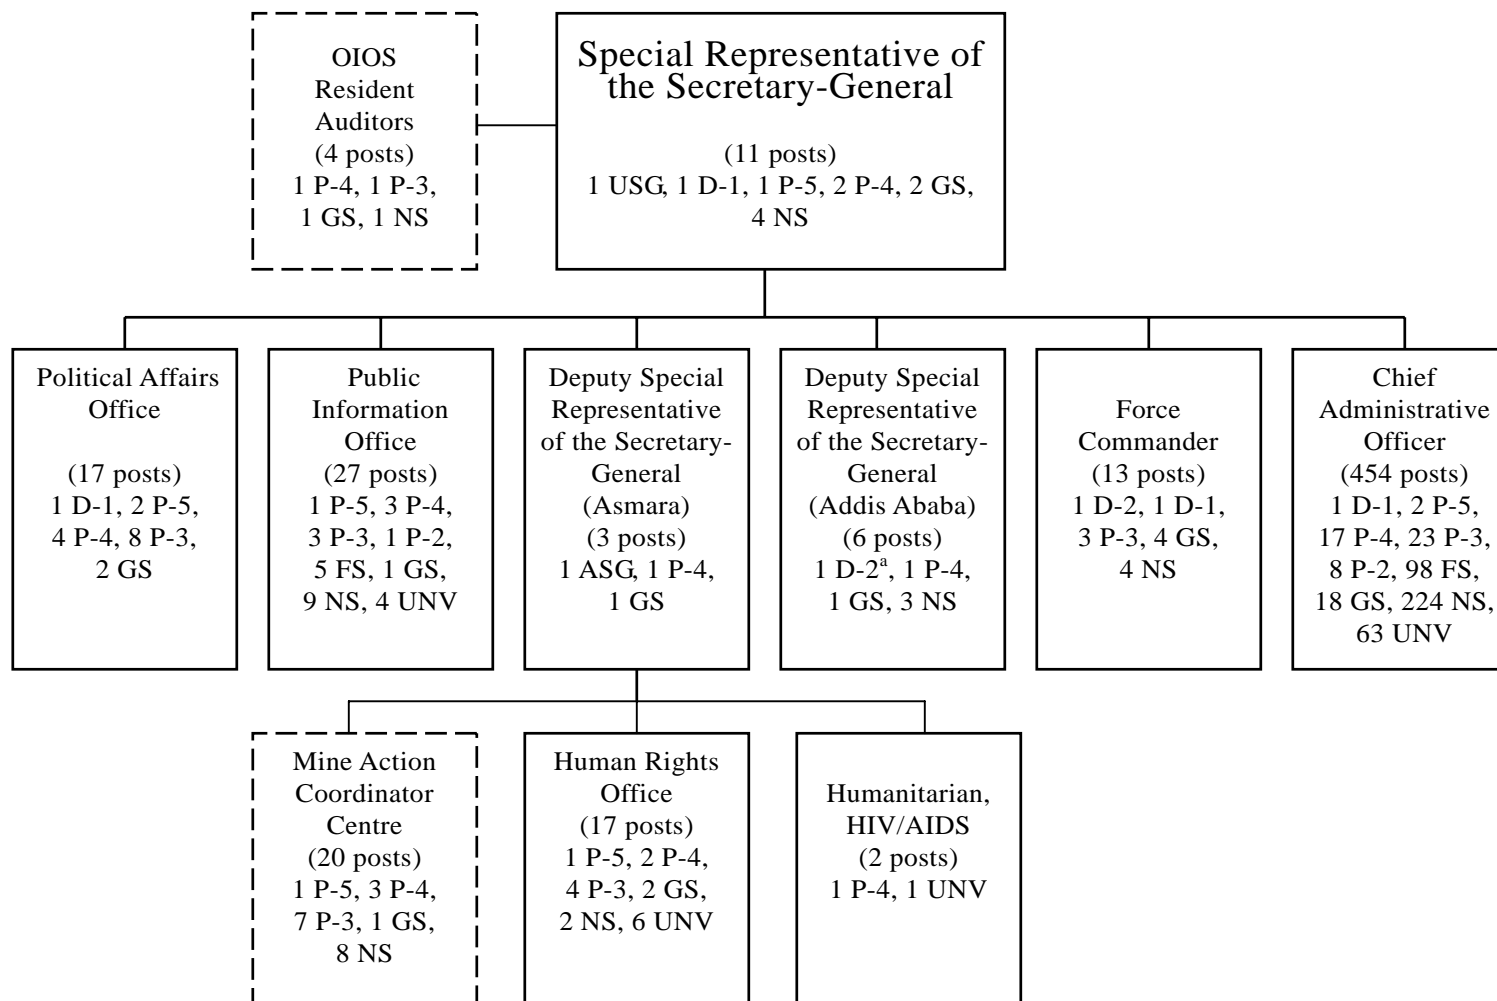 OIOS
Resident
Auditors
(4 posts)
1 P-4, 1 P-3,
1 GS, 1 NS
Special Representative of
the Secretary-General
(11 posts)
1 USG, 1 D-1, 1 P-5, 2 P-4, 2 GS,
4 NS
Political Affairs
Office
(17 posts)
1 D-1, 2 P-5,
4 P-4, 8 P-3,
2 GS
Public
Information
Office
(27 posts)
1 P-5, 3 P-4,
3 P-3, 1 P-2,
5 FS, 1 GS,
9 NS, 4 UNV
Deputy Special
Representative
of the Secretary-
General
(Asmara)
(3 posts)
1 ASG, 1 P-4,
1 GS
Deputy Special
Representative
of the Secretary-
General
(Addis Ababa)
(6 posts)
1 D-2ª, 1 P-4,
1 GS, 3 NS
Force
Commander
(13 posts)
1 D-2, 1 D-1,
3 P-3, 4 GS,
4 NS
Chief
Administrative
Officer
(454 posts)
1 D-1, 2 P-5,
17 P-4, 23 P-3,
8 P-2, 98 FS,
18 GS, 224 NS,
63 UNV
Mine Action
Coordinator
Centre
(20 posts)
1 P-5, 3 P-4,
7 P-3, 1 GS,
8 NS
Human Rights
Office
(17 posts)
1 P-5, 2 P-4,
4 P-3, 2 GS,
2 NS, 6 UNV
Humanitarian,
HIV/AIDS
(2 posts)
1 P-4, 1 UNV